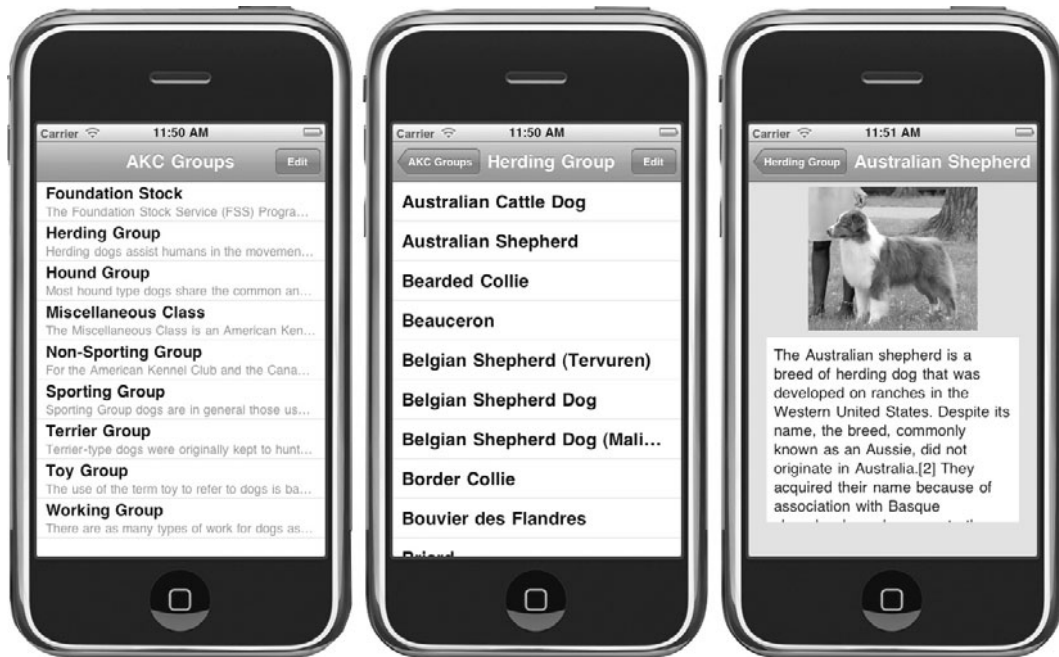 Carrier 11:50 AM
AKC Groups Edit
Foundation Stock
The Foundation Stock Service (FSS) Progra...
Herding Group
Herding dogs assist humans in the movemen...
Hound Group
Most hound type dogs share the common an...
Miscellaneous Class
The Miscellaneous Class is an American Ken...
Non-Sporting Group
For the American Kennel Club and the Cana...
Sporting Group
Sporting Group dogs are in general those us...
Terrier Group
Terrier-type dogs were originally kept to hunt...
Toy Group
The use of the term toy to refer to dogs is ba...
Working Group
There are as many types of work for dogs as...
Carrier 11:50 AM
AKC Groups Herding Group Edit
Australian Cattle Dog
Australian Shepherd
Bearded Collie
Beauceron
Belgian Shepherd (Tervuren)
Belgian Shepherd Dog
Belgian Shepherd Dog (Mali...
Border Collie
Bouvier des Flandres
Carrier 11:51 AM
Herding Group Australian Shepherd
The Australian shepherd is a
breed of herding dog that was
developed on ranches in the
Western United States. Despite its
name, the breed, commonly
known as an Aussie, did not
originate in Australia.[2] They
acquired their name because of
association with Basque